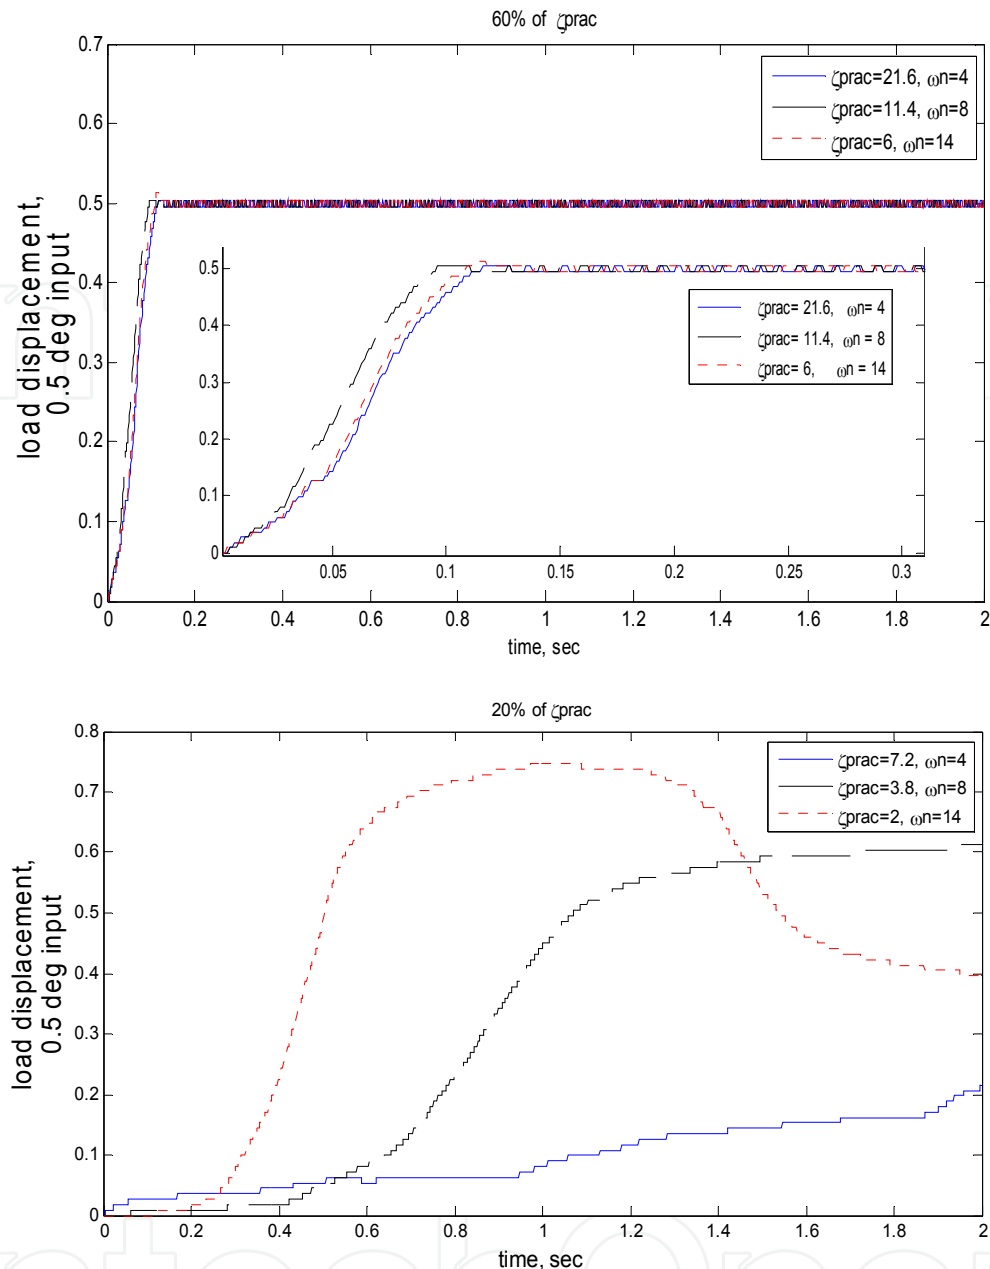 60% of ζprac
0.7
0.6
0.5
0.4
0.3
0.2
0.1
0
load displacement,
0.5 deg input
ζprac=21.6, ωn=4
ζprac=11.4, ωn=8
ζprac=6, ωn=14
0.5
0.4
0.3
0.2
0.1
0
ζprac= 21.6, ωn= 4
ζprac= 11.4, ωn = 8
ζprac= 6, ωn = 14
0.05 0.1 0.15 0.2 0.25 0.3
0 0.2 0.4 0.6 0.8 1 1.2 1.4 1.6 1.8 2
time, sec
20% of ζprac
0.8
0.7
0.6
0.5
0.4
0.3
0.2
0.1
0
load displacement,
0.5 deg input
ζprac=7.2, ωn=4
ζprac=3.8, ωn=8
ζprac=2, ωn=14
0 0.2 0.4 0.6 0.8 1 1.2 1.4 1.6 1.8 2
time, sec